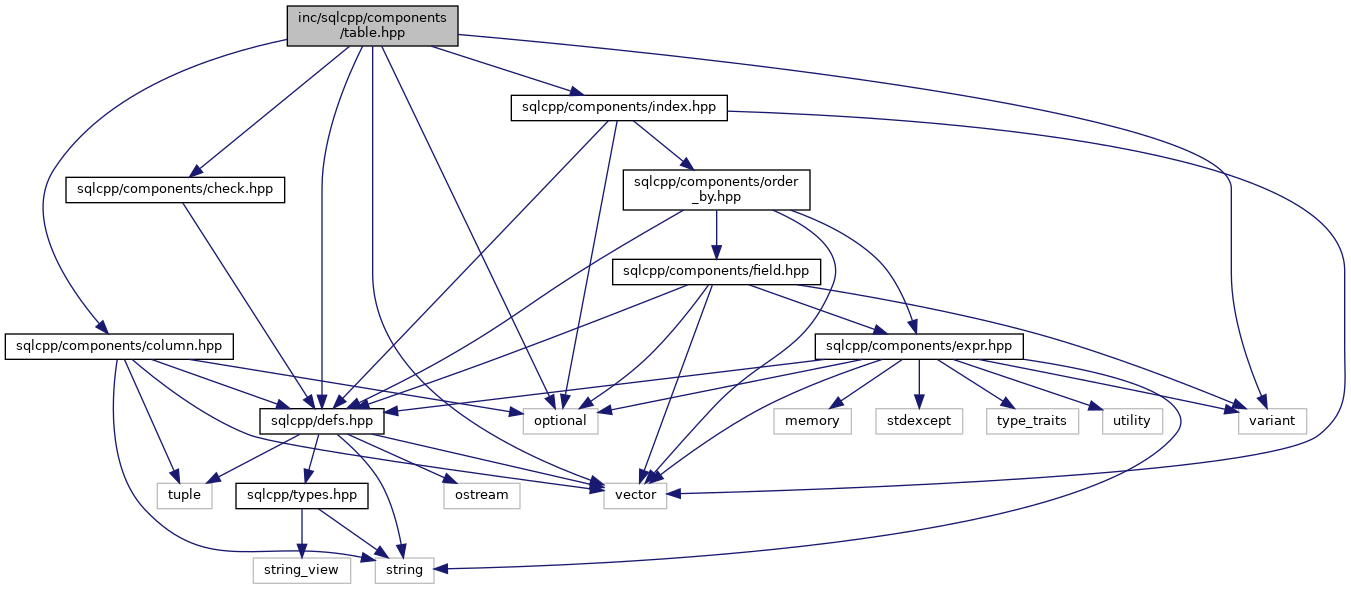 inc/sqlcpp/components
/table.hpp
sqlcpp/components/index.hpp
sqlcpp/components/check.hpp
sqlcpp/components/order
_by.hpp
sqlcpp/components/field.hpp
sqlcpp/components/column.hpp
sqlcpp/components/expr.hpp
sqlcpp/defs.hpp
optional
memory
stdexcept
type_traits
utility
variant
tuple
sqlcpp/types.hpp
ostream
vector
string_view
string